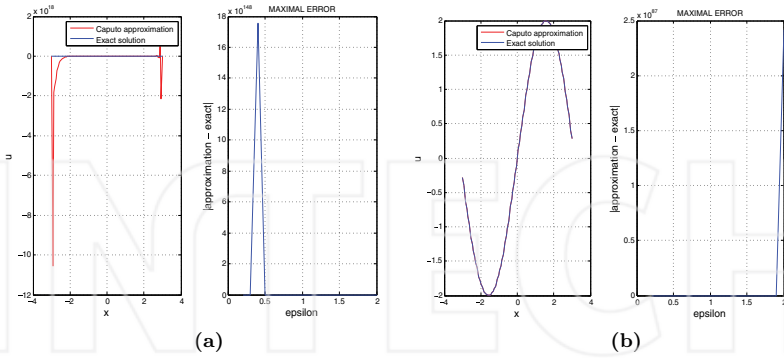 x 10^18
Caputo approximation
Exact solution
2
0
−2
−4
−6
−8
−10
−12
−4
−2
0
2
4
u
x
MAXIMAL ERROR
x 10^148
18
16
14
12
10
8
6
4
2
0
0
0.5
1
1.5
2
|approximation − exact|
epsilon
(a)
Caputo approximation
Exact solution
2
1.5
1
0.5
0
−0.5
−1
−1.5
−2
−4
−2
0
2
4
u
x
MAXIMAL ERROR
2.5
2
1.5
1
0.5
0
0
0.5
1
1.5
2
|approximation − exact|
epsilon
(b)
INTECH